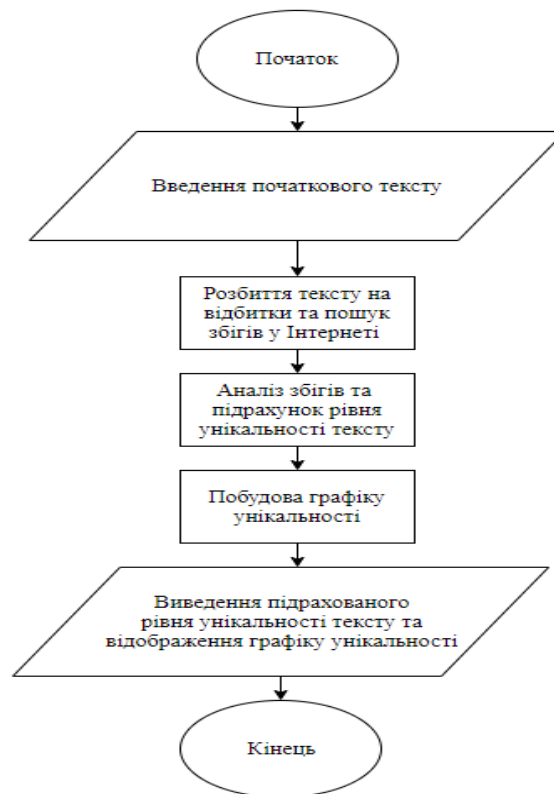 Початок
Введення початкового тексту
Розбиття тексту на
відбитки та пошук
збігів у Інтернеті
Аналіз збігів та
підрахунок рівня
унікальності тексту
Побудова графіку
унікальності
Виведення підрахованого
рівня унікальності тексту та
відображення графіку унікальності
Кінець